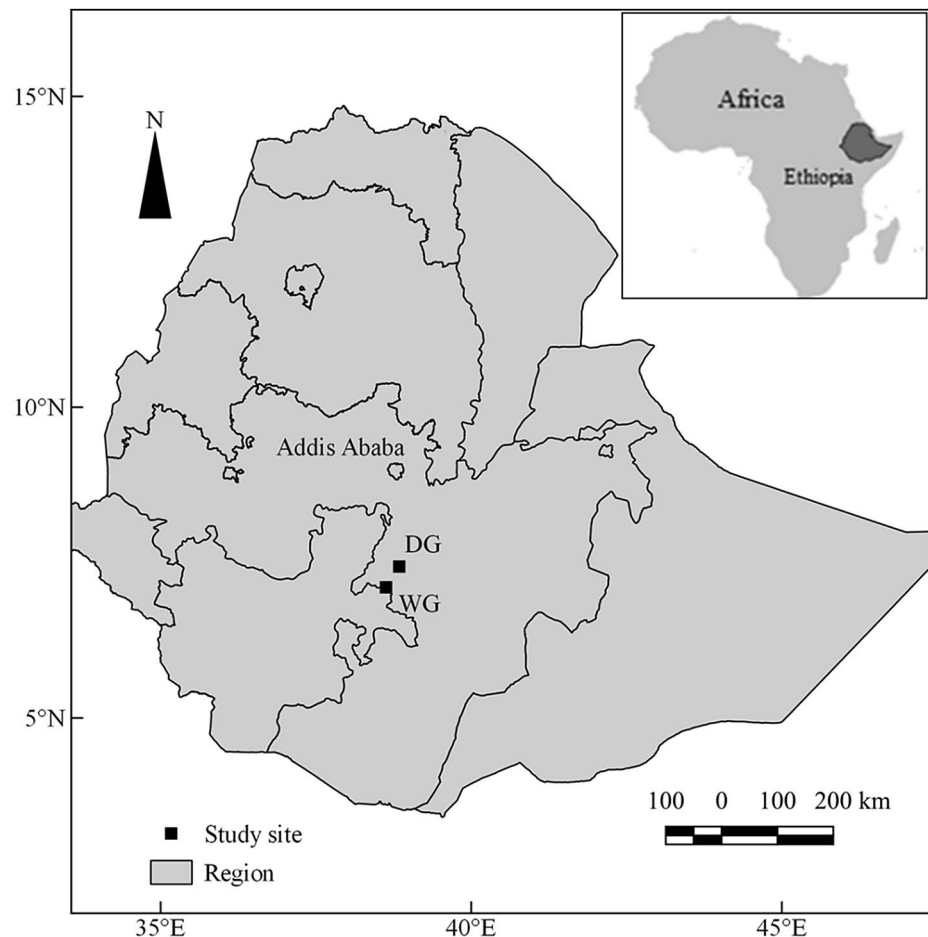 15°N
N
Africa
Ethiopia
10°N
Addis Ababa
DG
WG
5°N
100 0 100 200 km
Study site
Region
35°E 40°E 45°E